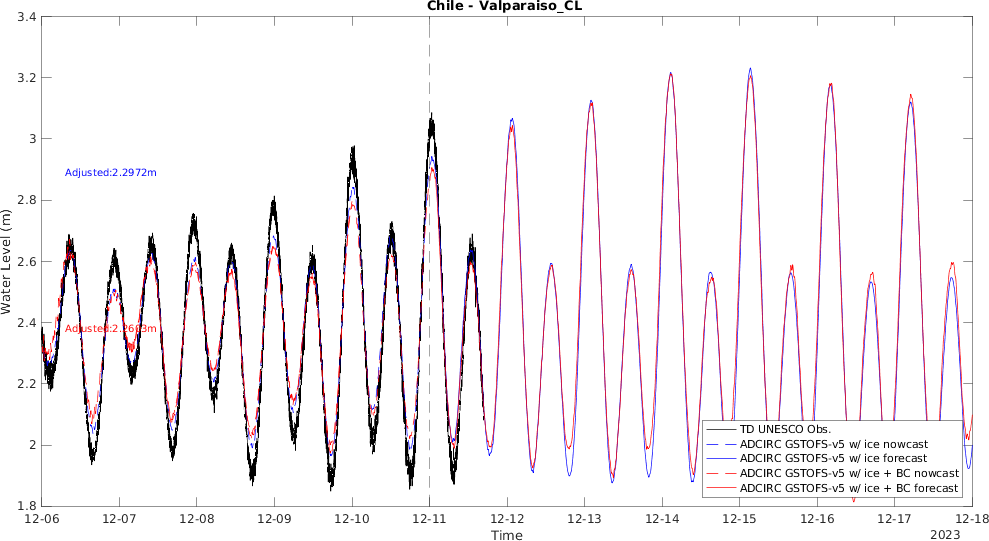 Chile - Valparaiso_CL
3.4
3.2
3
2.8
2.6
2.4
2.2
2
1.8
Water Level (m)
Adjusted:2.2972m
Adjusted:2.2663m
TD UNESCO Obs.
ADCIRC GSTOFS-v5 w/ ice nowcast
ADCIRC GSTOFS-v5 w/ ice forecast
ADCIRC GSTOFS-v5 w/ ice + BC nowcast
ADCIRC GSTOFS-v5 w/ ice + BC forecast
12-06 12-07 12-08 12-09 12-10 12-11 12-12 12-13 12-14 12-15 12-16 12-17 12-18
Time
2023